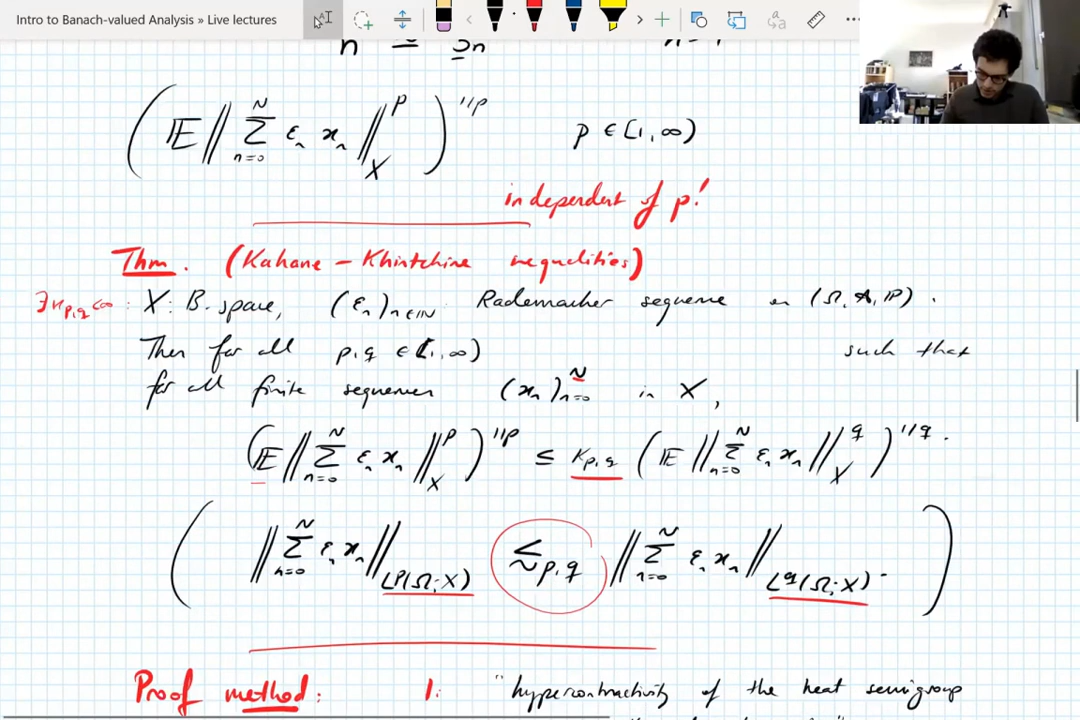 Intro to Banach-valued Analysis » Live lectures
( E ‖ Σ_{n=0}^{N} ε_n x_n ‖_X^p )^{1/p}     p ∈ [1, ∞)
independent of p!
Thm. (Kahane – Khintchine inequalities)
∃ K_{p,q} < ∞ : X: B. space, (ε_n)_{n∈ℕ} Rademacher sequence on (Ω, A, P).
Then for all p, q ∈ [1, ∞) such that
for all finite sequences (x_n)_{n=0}^{N} in X,
( E ‖ Σ_{n=0}^{N} ε_n x_n ‖_X^p )^{1/p} ≤ K_{p,q} ( E ‖ Σ_{n=0}^{N} ε_n x_n ‖_X^q )^{1/q}.
( ‖ Σ_{n=0}^{N} ε_n x_n ‖_{L^p(Ω;X)} ≲_{p,q} ‖ Σ_{n=0}^{N} ε_n x_n ‖_{L^q(Ω;X)}. )
Proof method: 1. "hypercontractivity of the heat semigroup